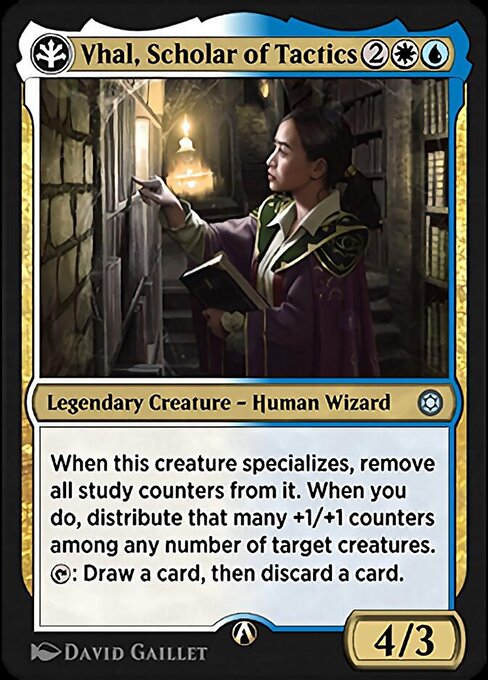 Vhal, Scholar of Tactics 2
Legendary Creature – Human Wizard
When this creature specializes, remove
all study counters from it. When you
do, distribute that many +1/+1 counters
among any number of target creatures.
: Draw a card, then discard a card.
4/3
DAVID GAILLET